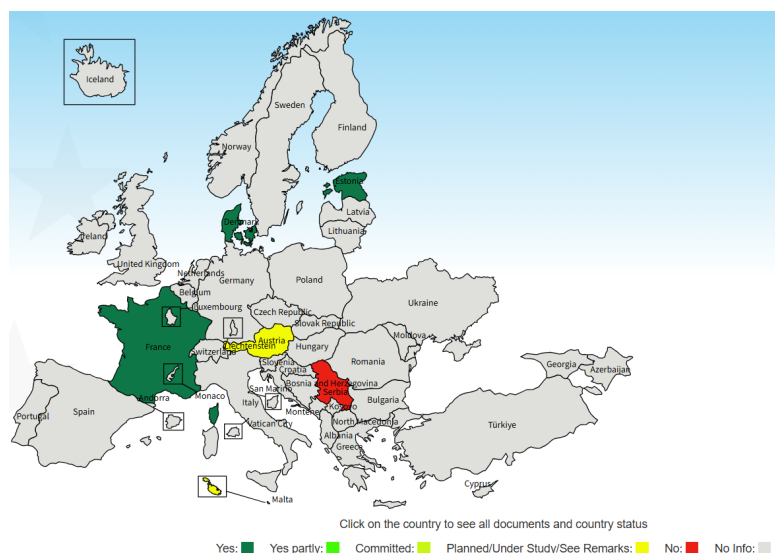 Iceland
Sweden
Finland
Norway
Estonia
Latvia
Denmark
Lithuania
Ireland
United Kingdom
Netherlands
Germany
Poland
Belgium
Luxembourg
Ukraine
Czech Republic
Slovak Republic
France
Austria
Liechtenstein
Switzerland
Hungary
Moldova
Romania
Slovenia
Croatia
Georgia
Azerbaijan
Bosnia and Herzegovina
San Marino
Serbia
Andorra
Monaco
Italy
Bulgaria
Kosovo
Montene
Portugal
Spain
Vatican City
North Macedonia
Türkiye
Albania
Greece
Cyprus
Malta
Click on the country to see all documents and country status
Yes: Yes partly: Committed: Planned/Under Study/See Remarks: No: No Info: